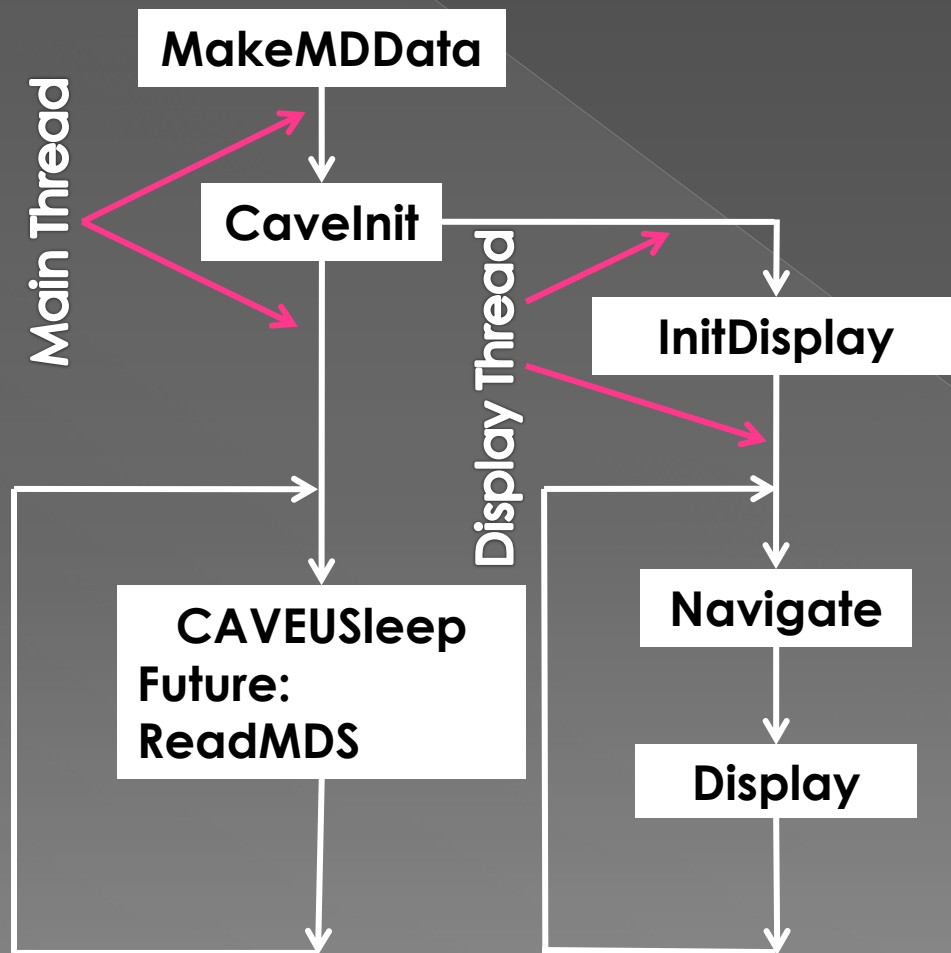 MakeMDData
Main Thread
CaveInit
Display Thread
InitDisplay
CAVEUSleep
Future:
ReadMDS
Navigate
Display